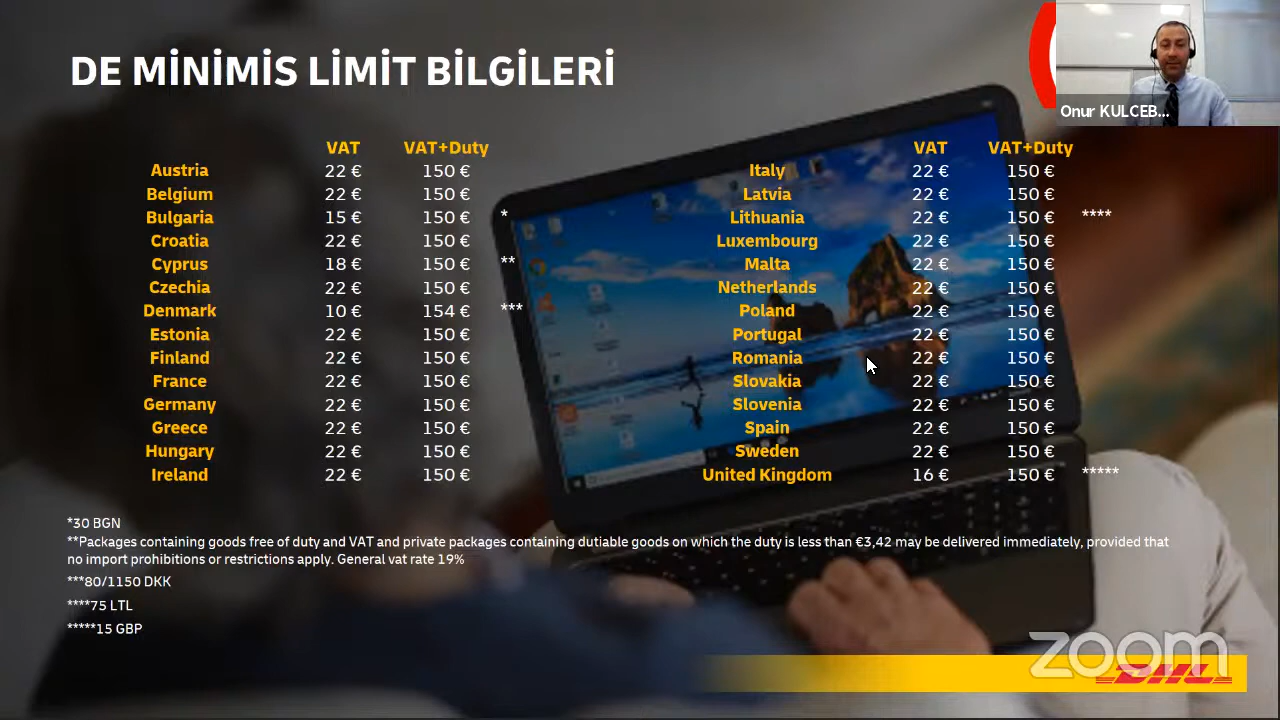 DE MİNİMİS LİMİT BİLGİLERİ
Onur KULCEB...
VAT VAT+Duty
Austria 22 € 150 €
Belgium 22 € 150 €
Bulgaria 15 € 150 € *
Croatia 22 € 150 €
Cyprus 18 € 150 € **
Czechia 22 € 150 €
Denmark 10 € 154 € ***
Estonia 22 € 150 €
Finland 22 € 150 €
France 22 € 150 €
Germany 22 € 150 €
Greece 22 € 150 €
Hungary 22 € 150 €
Ireland 22 € 150 €
VAT VAT+Duty
Italy 22 € 150 €
Latvia 22 € 150 €
Lithuania 22 € 150 € ****
Luxembourg 22 € 150 €
Malta 22 € 150 €
Netherlands 22 € 150 €
Poland 22 € 150 €
Portugal 22 € 150 €
Romania 22 € 150 €
Slovakia 22 € 150 €
Slovenia 22 € 150 €
Spain 22 € 150 €
Sweden 22 € 150 €
United Kingdom 16 € 150 € *****
*30 BGN
**Packages containing goods free of duty and VAT and private packages containing dutiable goods on which the duty is less than €3,42 may be delivered immediately, provided that
no import prohibitions or restrictions apply. General vat rate 19%
***80/1150 DKK
****75 LTL
*****15 GBP
zoom
DHL